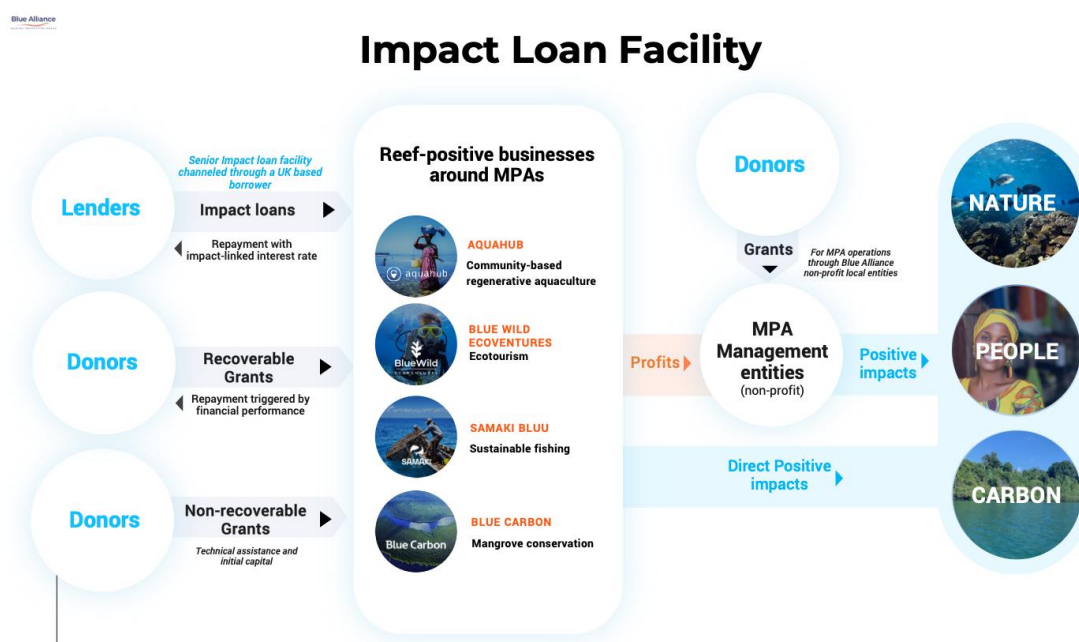 Blue Alliance
Impact Loan Facility
Lenders
Senior Impact loan facility
channeled through a UK based
borrower
Impact loans
Repayment with
impact-linked interest rate
Donors
Recoverable
Grants
Repayment triggered by
financial performance
Donors
Non-recoverable
Grants
Technical assistance and
initial capital
Reef-positive businesses
around MPAs
aquahub
AQUAHUB
Community-based
regenerative aquaculture
BlueWild
BLUE WILD
ECOVENTURES
Ecotourism
SAMAKI
SAMAKI BLUU
Sustainable fishing
Blue Carbon
BLUE CARBON
Mangrove conservation
Donors
Grants
For MPA operations
through Blue Alliance
non-profit local entities
Profits
MPA
Management
entities
(non-profit)
Positive
impacts
Direct Positive
impacts
NATURE
PEOPLE
CARBON